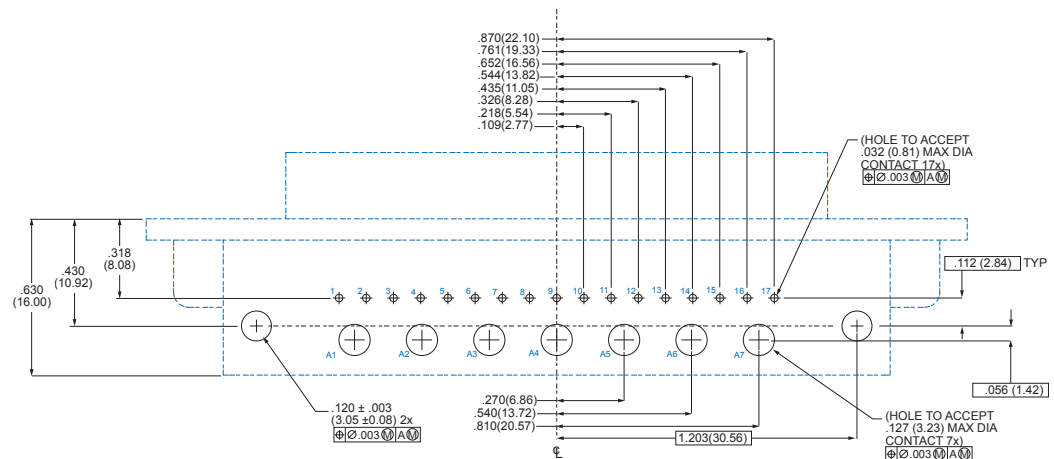 .870(22.10)
.761(19.33)
.652(16.56)
.544(13.82)
.435(11.05)
.326(8.28)
.218(5.54)
.109(2.77)
(HOLE TO ACCEPT
.032 (0.81) MAX DIA
CONTACT 17x)
⌖ Ø.003 Ⓜ A Ⓜ
.318
(8.08)
.430
(10.92)
.630
(16.00)
.112 (2.84) TYP
1 2 3 4 5 6 7 8 9 10 11 12 13 14 15 16 17
A1 A2 A3 A4 A5 A6 A7
.056 (1.42)
.270(6.86)
.540(13.72)
.810(20.57)
1.203(30.56)
.120 ± .003
(3.05 ±0.08) 2x
⌖ Ø.003 Ⓜ A Ⓜ
(HOLE TO ACCEPT
.127 (3.23) MAX DIA
CONTACT 7x)
⌖ Ø.003 Ⓜ A Ⓜ
℄